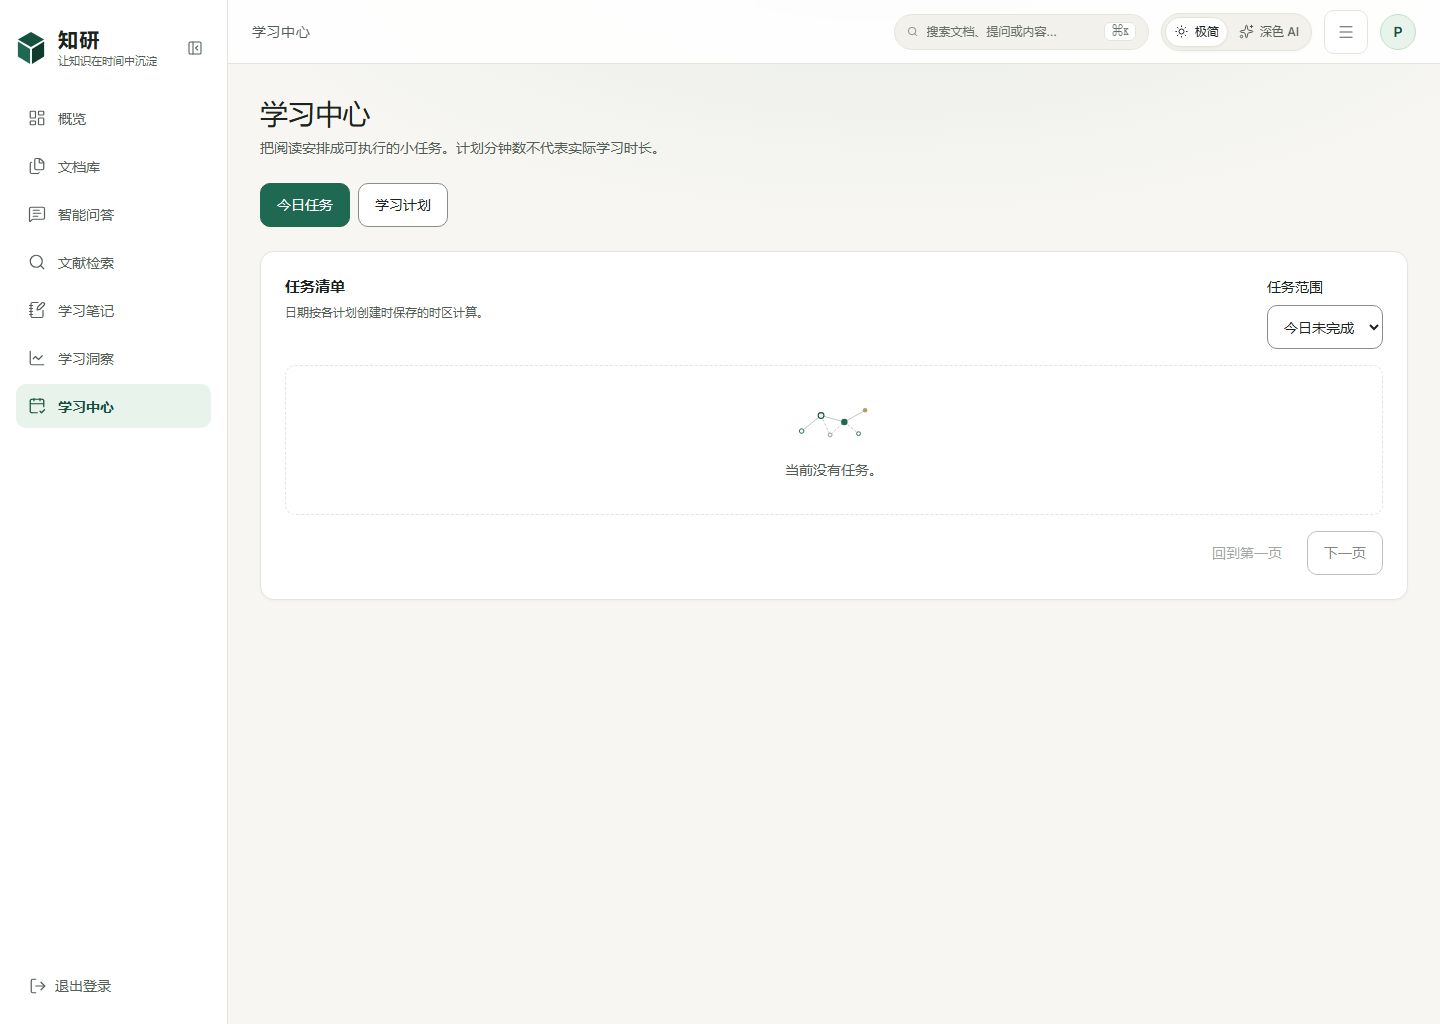 知研
让知识在时间中沉淀
概览
文档库
智能问答
文献检索
学习笔记
学习洞察
学习中心
退出登录
学习中心
搜索文档、提问或内容...
⌘K
极简
深色 AI
P
学习中心
把阅读安排成可执行的小任务。计划分钟数不代表实际学习时长。
今日任务
学习计划
任务清单
日期按各计划创建时保存的时区计算。
任务范围
今日未完成
当前没有任务。
回到第一页
下一页